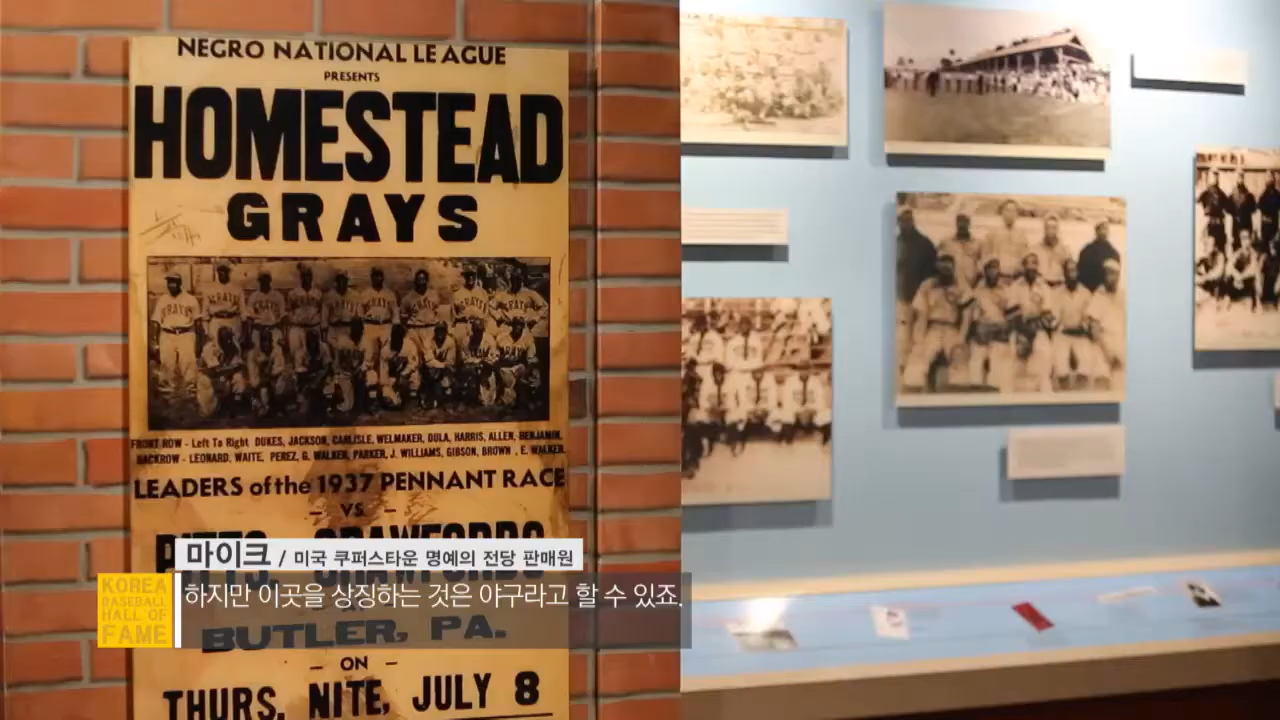 NEGRO NATIONAL LEAGUE
PRESENTS
HOMESTEAD
GRAYS
FRONT ROW - Left To Right DUKES, JACKSON, CARLISLE, WELMAKER, DULA, HARRIS, ALLEN, BENJAMIN,
BACKROW - LEONARD, WAITE, PEREZ, G. WALKER, PARKER, J. WILLIAMS, GIBSON, BROWN , E. WALKER
LEADERS of the 1937 PENNANT RACE
- VS -
PITTS. CRAWFORDS
마이크 / 미국 쿠퍼스타운 명예의 전당 판매원
KOREA
BASEBALL
HALL OF
FAME
하지만 이곳을 상징하는 것은 야구라고 할 수 있죠.
BUTLER, PA.
- ON -
THURS. NITE, JULY 8